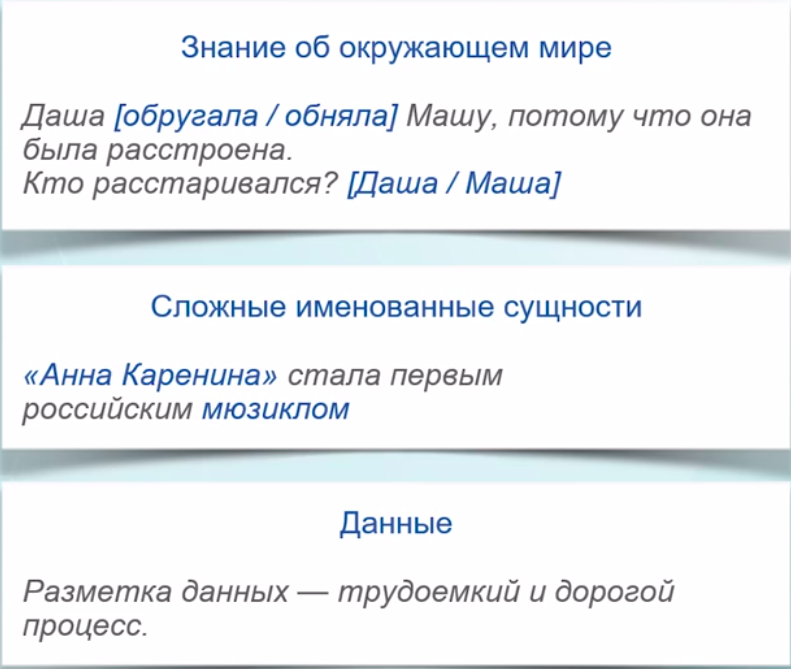 Знание об окружающем мире
Даша [обругала / обняла] Машу, потому что она
была расстроена.
Кто расстаривался? [Даша / Маша]
Сложные именованные сущности
«Анна Каренина» стала первым
российским мюзиклом
Данные
Разметка данных — трудоемкий и дорогой
процесс.